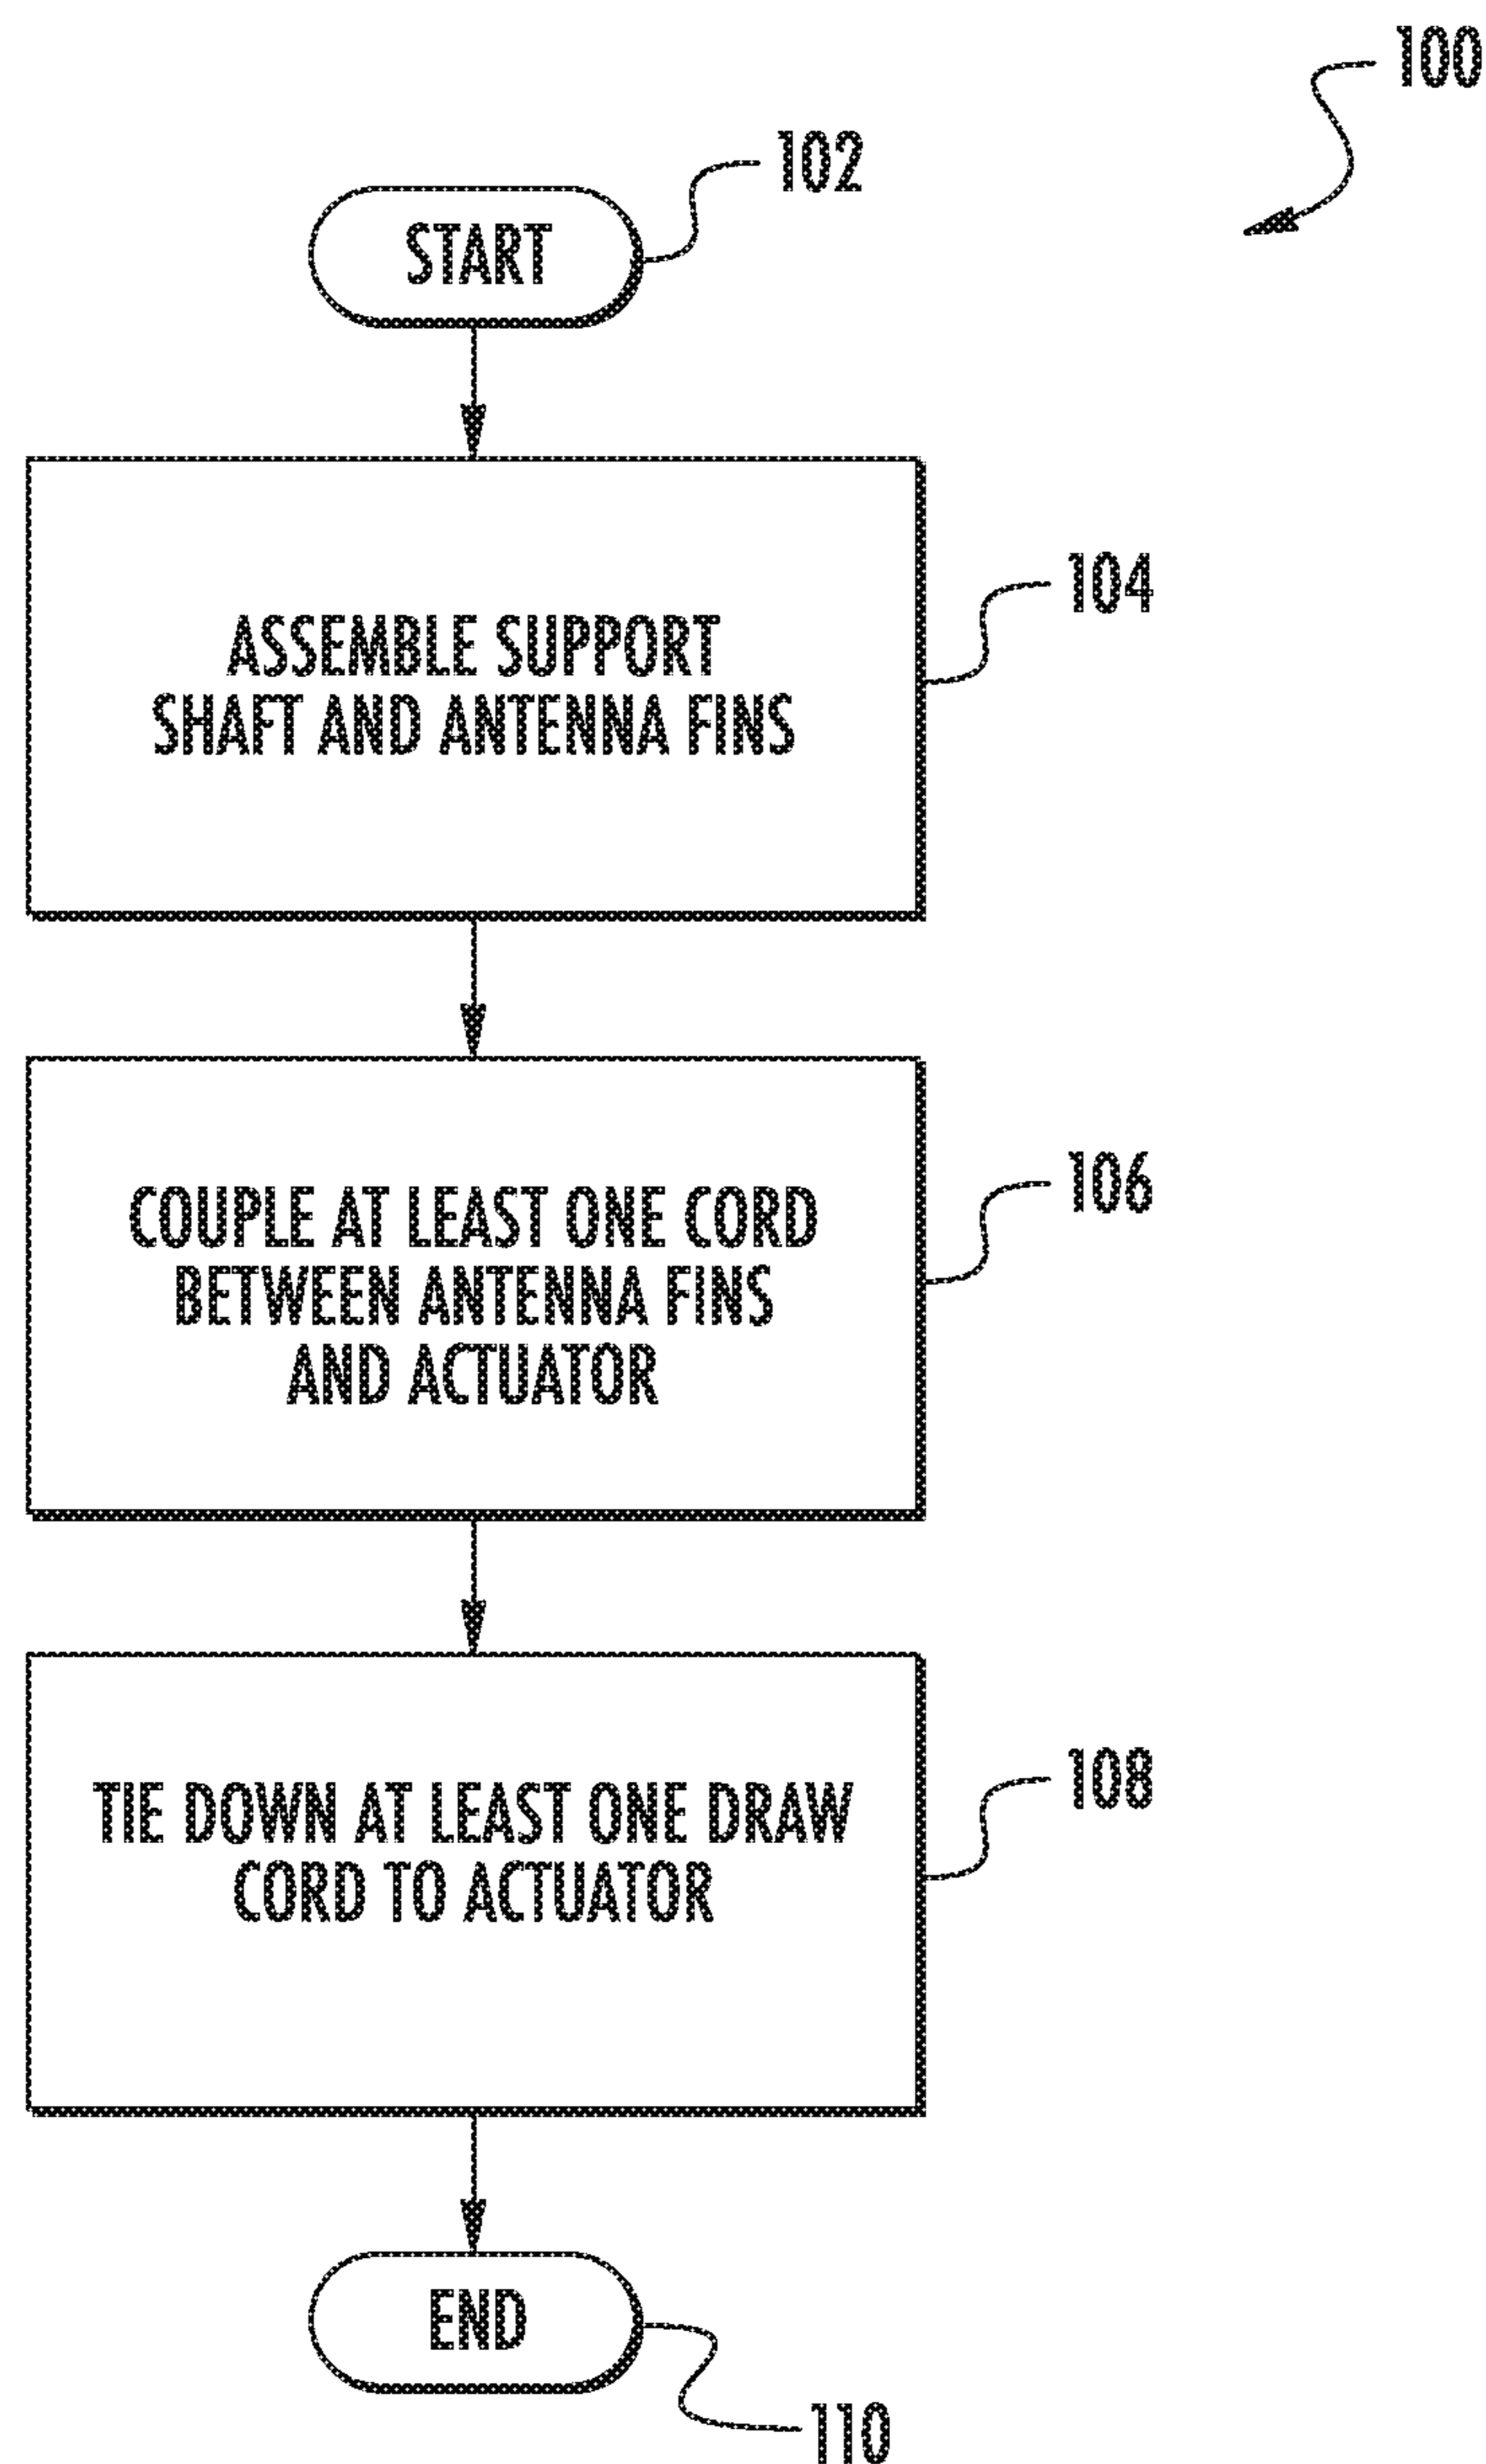 100
102
START
104
ASSEMBLE SUPPORT
SHAFT AND ANTENNA FINS
106
COUPLE AT LEAST ONE CORD
BETWEEN ANTENNA FINS
AND ACTUATOR
108
TIE DOWN AT LEAST ONE DRAW
CORD TO ACTUATOR
END
110